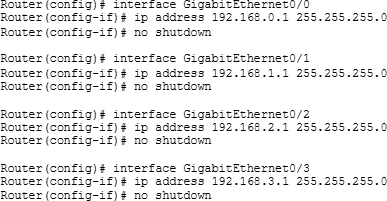 Router(config)# interface GigabitEthernet0/0
Router(config-if)# ip address 192.168.0.1 255.255.255.0
Router(config-if)# no shutdown
Router(config)# interface GigabitEthernet0/1
Router(config-if)# ip address 192.168.1.1 255.255.255.0
Router(config-if)# no shutdown
Router(config)# interface GigabitEthernet0/2
Router(config-if)# ip address 192.168.2.1 255.255.255.0
Router(config-if)# no shutdown
Router(config)# interface GigabitEthernet0/3
Router(config-if)# ip address 192.168.3.1 255.255.255.0
Router(config-if)# no shutdown